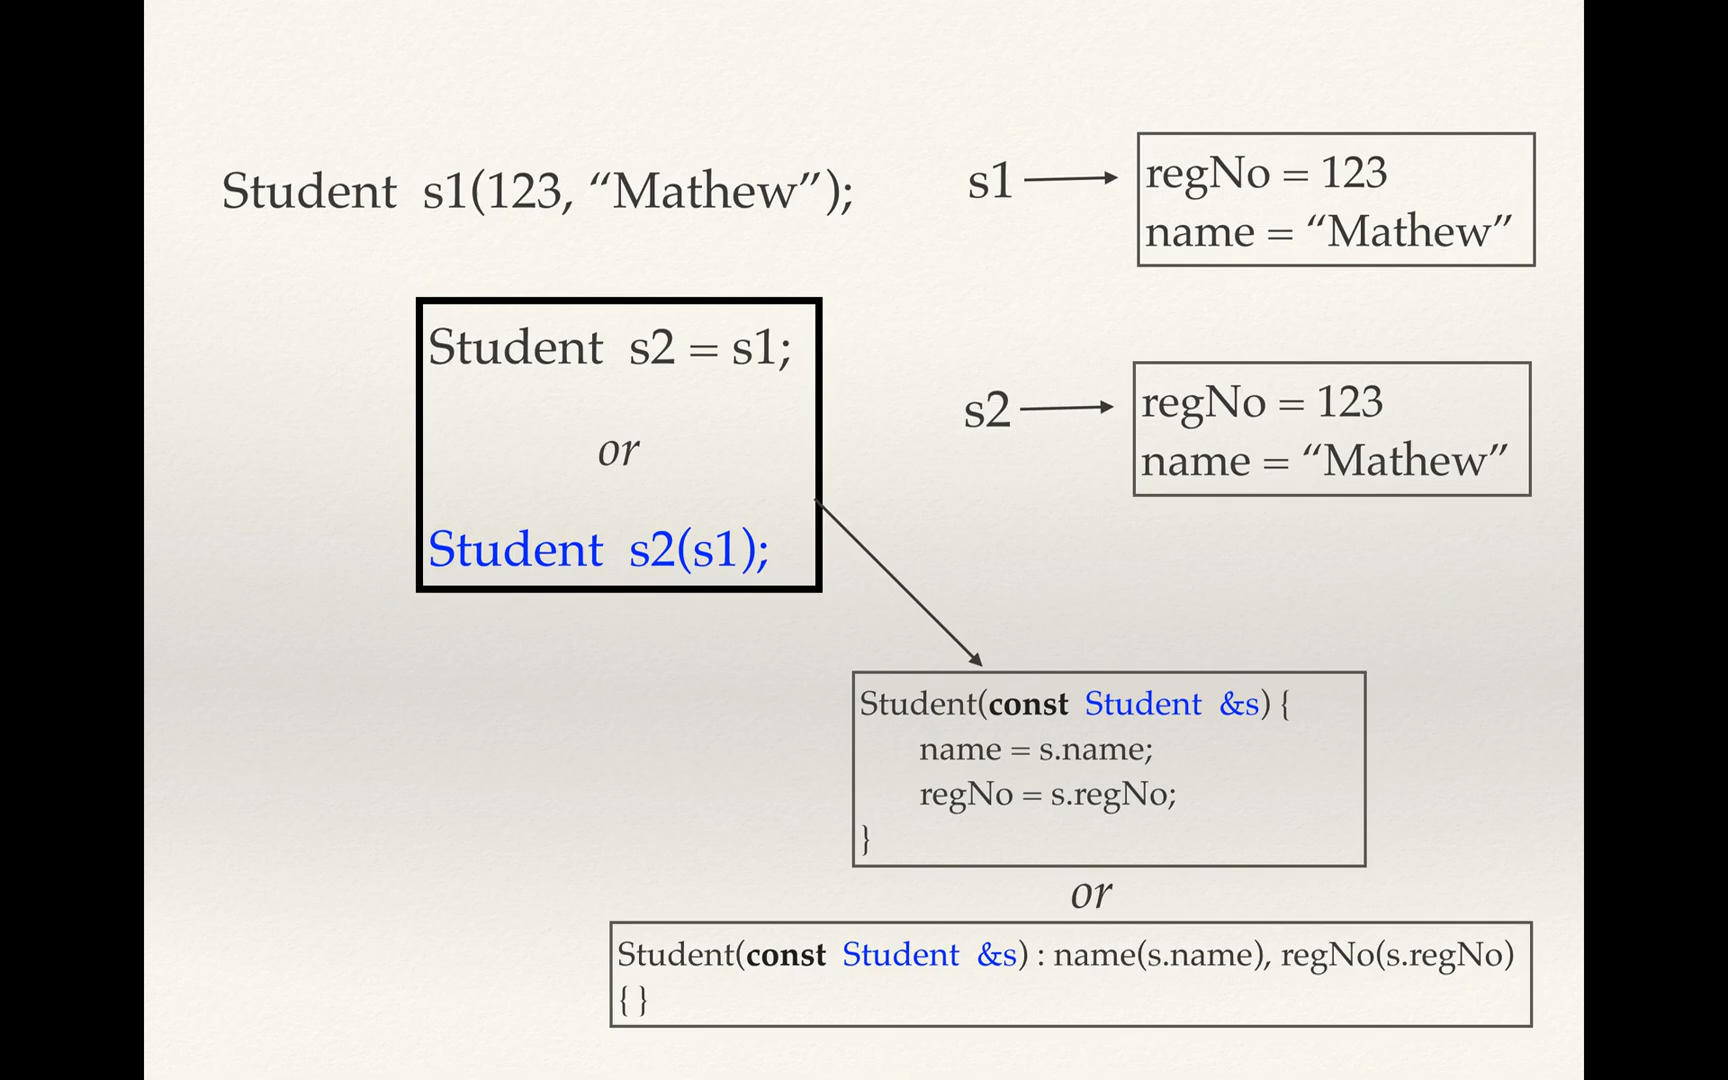 Student s1(123, “Mathew”);
s1
regNo = 123
name = “Mathew”
Student s2 = s1;
or
Student s2(s1);
s2
regNo = 123
name = “Mathew”
Student(const Student &s) {
name = s.name;
regNo = s.regNo;
}
or
Student(const Student &s) : name(s.name), regNo(s.regNo)
{ }